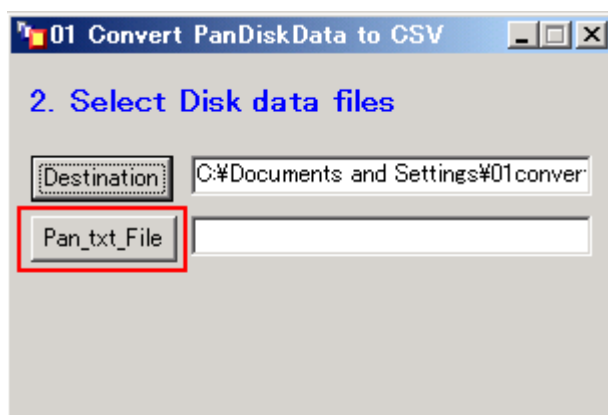 01 Convert PanDiskData to CSV
2. Select Disk data files
Destination
C:¥Documents and Settings¥01conver
Pan_txt_File